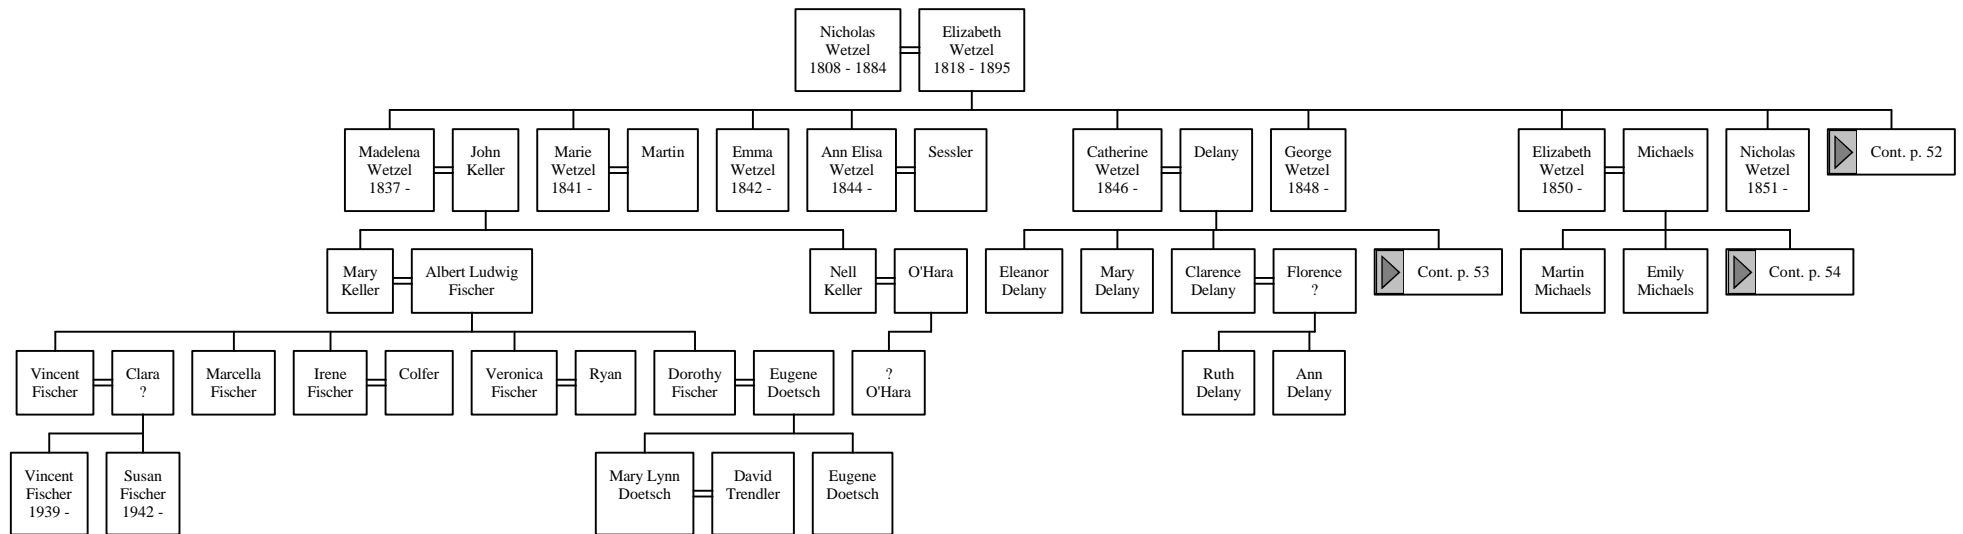 Nicholas
Wetzel
1808 - 1884
Elizabeth
Wetzel
1818 - 1895
Madelena
Wetzel
1837 -
John
Keller
Marie
Wetzel
1841 -
Martin
Emma
Wetzel
1842 -
Ann Elisa
Wetzel
1844 -
Sessler
Catherine
Wetzel
1846 -
Delany
George
Wetzel
1848 -
Elizabeth
Wetzel
1850 -
Michaels
Nicholas
Wetzel
1851 -
Cont. p. 52
Mary
Keller
Albert Ludwig
Fischer
Nell
Keller
O'Hara
Eleanor
Delany
Mary
Delany
Clarence
Delany
Florence
?
Cont. p. 53
Martin
Michaels
Emily
Michaels
Cont. p. 54
Vincent
Fischer
Clara
?
Marcella
Fischer
Irene
Fischer
Colfer
Veronica
Fischer
Ryan
Dorothy
Fischer
Eugene
Doetsch
?
O'Hara
Ruth
Delany
Ann
Delany
Vincent
Fischer
1939 -
Susan
Fischer
1942 -
Mary Lynn
Doetsch
David
Trendler
Eugene
Doetsch